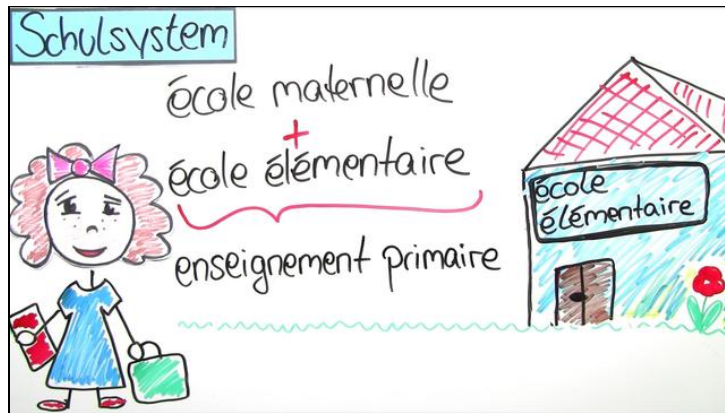 Schulsystem
école maternelle
+
école élémentaire
enseignement primaire
école
élémentaire